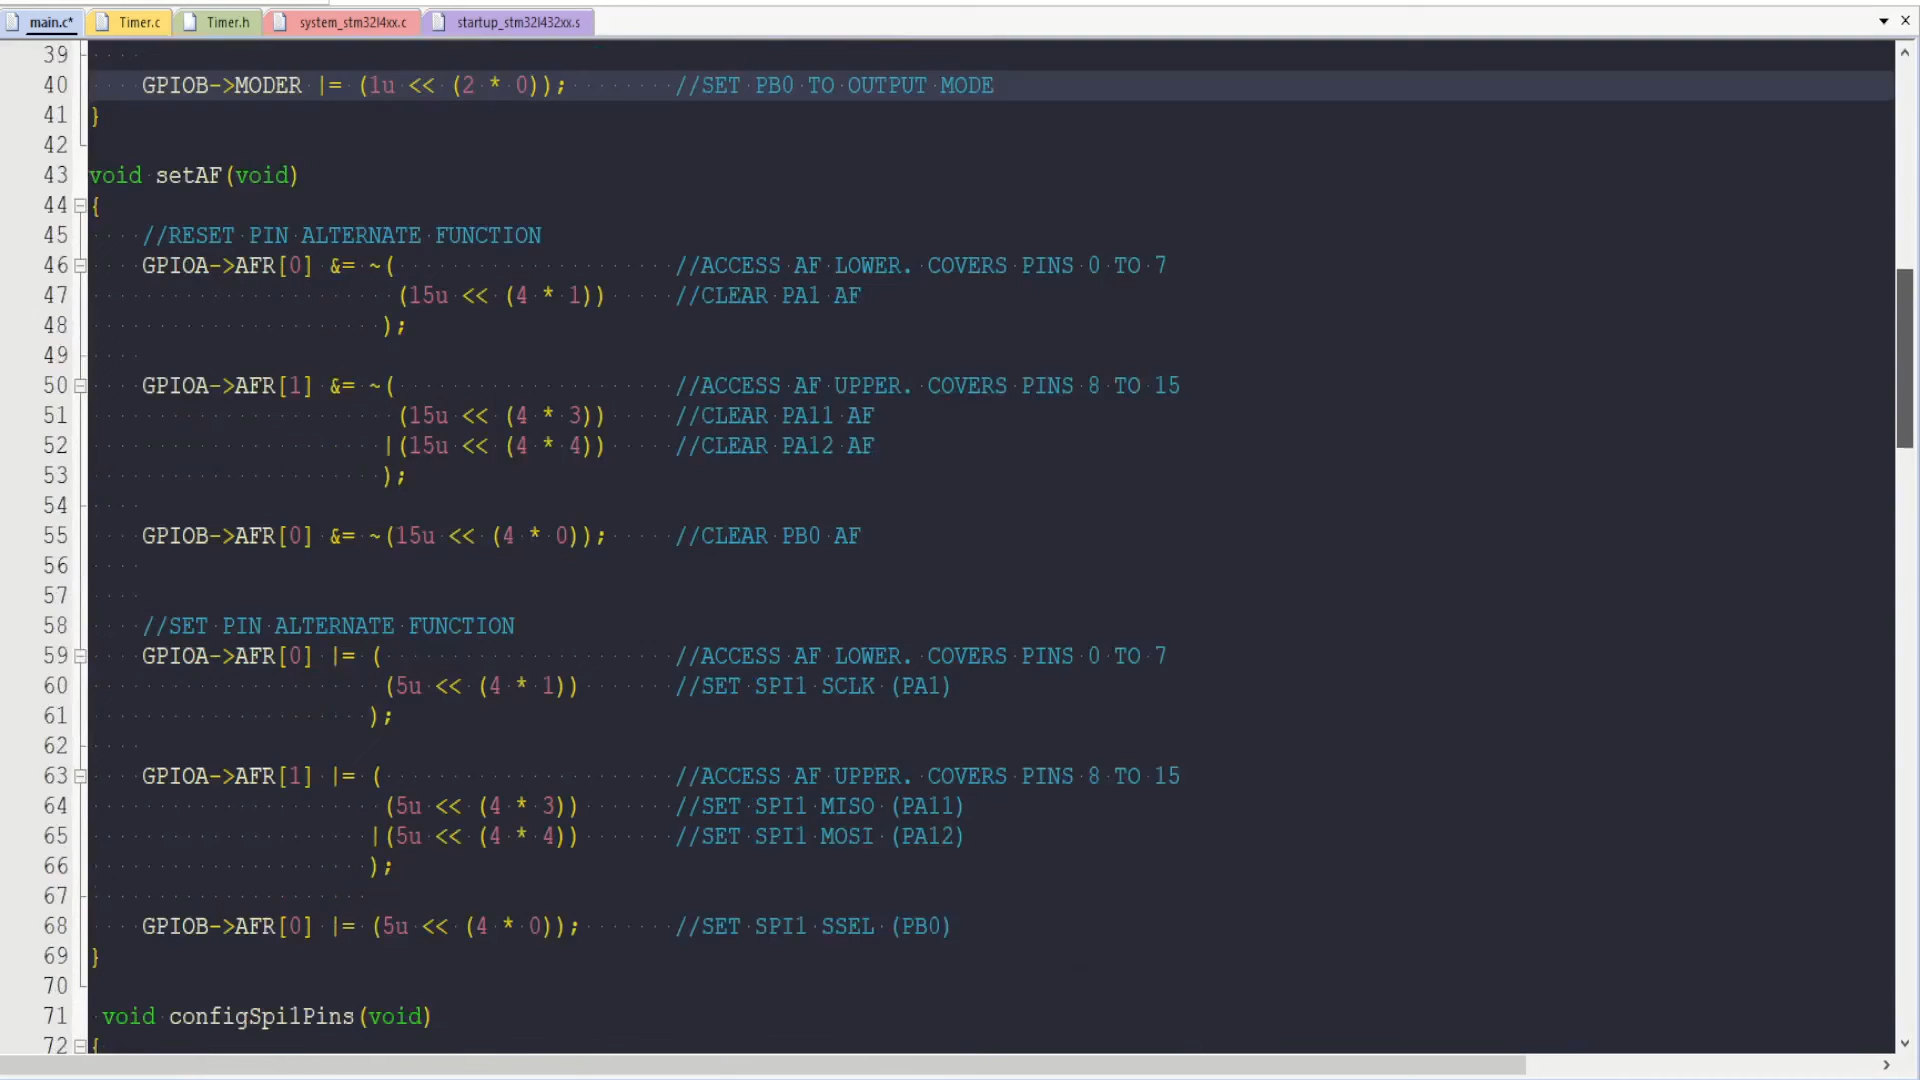 main.c* Timer.c Timer.h system_stm32l4xx.c startup_stm32l432xx.s
39
40 GPIOB->MODER |= (1u << (2 * 0)); //SET PB0 TO OUTPUT MODE
41 }
42
43 void setAF(void)
44 {
45 //RESET PIN ALTERNATE FUNCTION
46 GPIOA->AFR[0] &= ~( //ACCESS AF LOWER. COVERS PINS 0 TO 7
47 (15u << (4 * 1)) //CLEAR PA1 AF
48 );
49
50 GPIOA->AFR[1] &= ~( //ACCESS AF UPPER. COVERS PINS 8 TO 15
51 (15u << (4 * 3)) //CLEAR PA11 AF
52 |(15u << (4 * 4)) //CLEAR PA12 AF
53 );
54
55 GPIOB->AFR[0] &= ~(15u << (4 * 0)); //CLEAR PB0 AF
56
57
58 //SET PIN ALTERNATE FUNCTION
59 GPIOA->AFR[0] |= ( //ACCESS AF LOWER. COVERS PINS 0 TO 7
60 (5u << (4 * 1)) //SET SPI1 SCLK (PA1)
61 );
62
63 GPIOA->AFR[1] |= ( //ACCESS AF UPPER. COVERS PINS 8 TO 15
64 (5u << (4 * 3)) //SET SPI1 MISO (PA11)
65 |(5u << (4 * 4)) //SET SPI1 MOSI (PA12)
66 );
67
68 GPIOB->AFR[0] |= (5u << (4 * 0)); //SET SPI1 SSEL (PB0)
69 }
70
71 void configSpi1Pins(void)
72 {